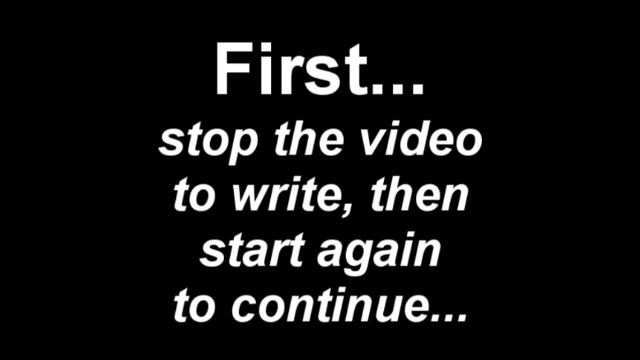 First...
stop the video
to write, then
start again
to continue...